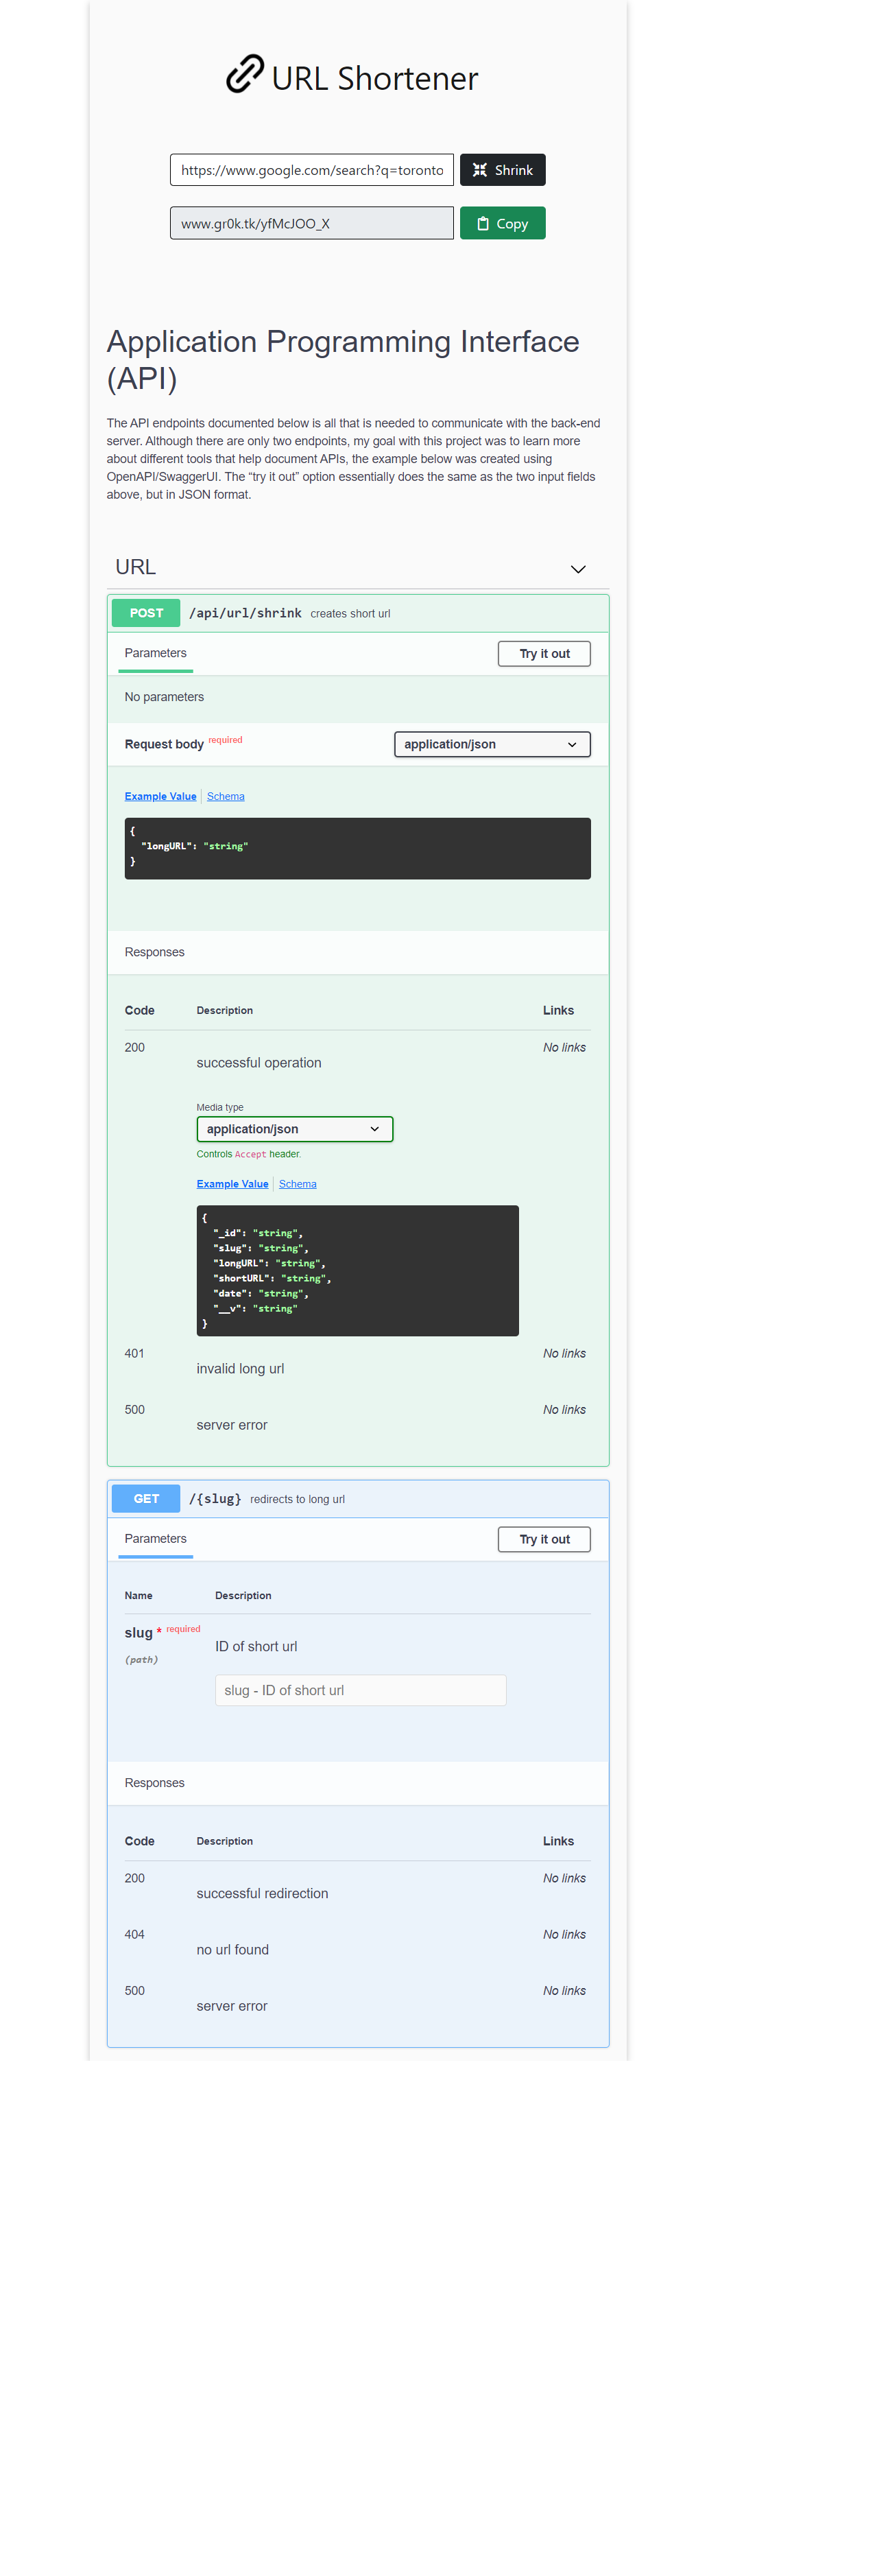 URL Shortener
https://www.google.com/search?q=toronto
Shrink
www.gr0k.tk/yfMcJOO_X
Copy
Application Programming Interface
(API)
The API endpoints documented below is all that is needed to communicate with the back-end
server. Although there are only two endpoints, my goal with this project was to learn more
about different tools that help document APIs, the example below was created using
OpenAPI/SwaggerUI. The “try it out” option essentially does the same as the two input fields
above, but in JSON format.
URL
POST /api/url/shrink creates short url
Parameters
Try it out
No parameters
Request body required
application/json
Example Value Schema
{
"longURL": "string"
}
Responses
Code Description Links
200 No links
successful operation
Media type
application/json
Controls Accept header.
Example Value Schema
{
"_id": "string",
"slug": "string",
"longURL": "string",
"shortURL": "string",
"date": "string",
"__v": "string"
}
401 No links
invalid long url
500 No links
server error
GET /{slug} redirects to long url
Parameters
Try it out
Name Description
slug * required
ID of short url
(path)
slug - ID of short url
Responses
Code Description Links
200 No links
successful redirection
404 No links
no url found
500 No links
server error